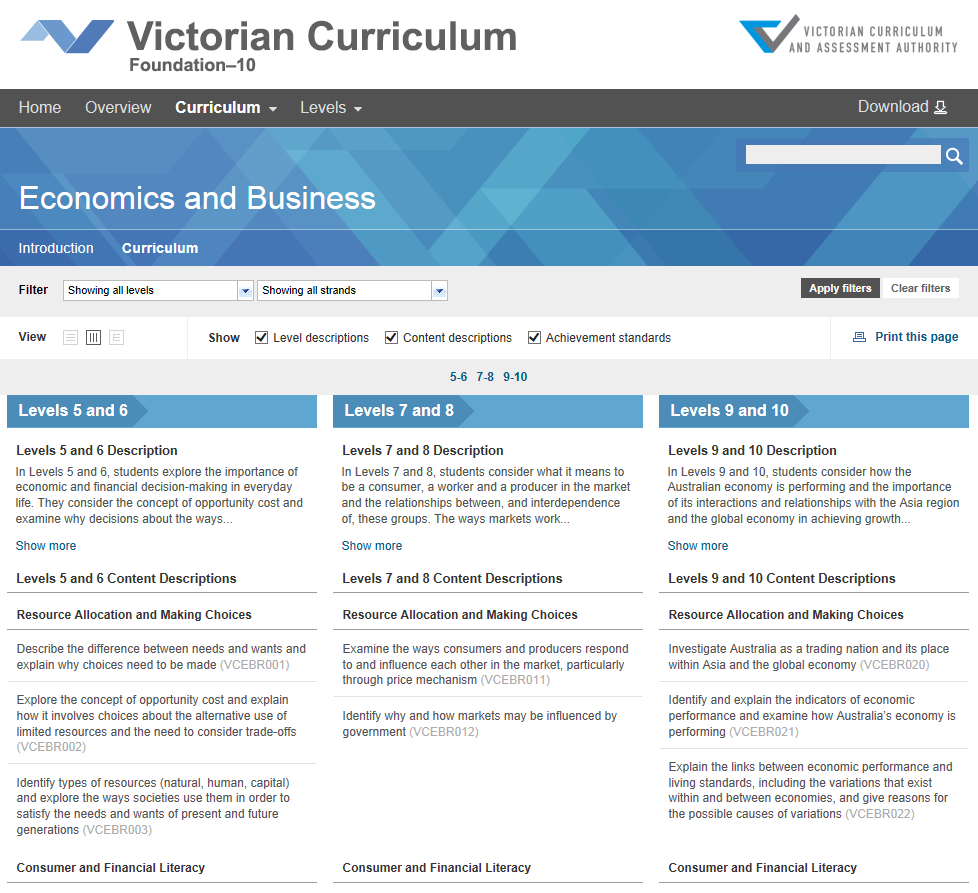 Victorian Curriculum
Foundation–10
VICTORIAN CURRICULUM
AND ASSESSMENT AUTHORITY
Home Overview Curriculum Levels Download
Economics and Business
Introduction Curriculum
Filter Showing all levels Showing all strands Apply filters Clear filters
View Show Level descriptions Content descriptions Achievement standards Print this page
5-6 7-8 9-10
Levels 5 and 6
Levels 5 and 6 Description
In Levels 5 and 6, students explore the importance of
economic and financial decision-making in everyday
life. They consider the concept of opportunity cost and
examine why decisions about the ways...
Show more
Levels 5 and 6 Content Descriptions
Resource Allocation and Making Choices
Describe the difference between needs and wants and
explain why choices need to be made (VCEBR001)
Explore the concept of opportunity cost and explain
how it involves choices about the alternative use of
limited resources and the need to consider trade-offs
(VCEBR002)
Identify types of resources (natural, human, capital)
and explore the ways societies use them in order to
satisfy the needs and wants of present and future
generations (VCEBR003)
Consumer and Financial Literacy
Levels 7 and 8
Levels 7 and 8 Description
In Levels 7 and 8, students consider what it means to
be a consumer, a worker and a producer in the market
and the relationships between, and interdependence
of, these groups. The ways markets work...
Show more
Levels 7 and 8 Content Descriptions
Resource Allocation and Making Choices
Examine the ways consumers and producers respond
to and influence each other in the market, particularly
through price mechanism (VCEBR011)
Identify why and how markets may be influenced by
government (VCEBR012)
Consumer and Financial Literacy
Levels 9 and 10
Levels 9 and 10 Description
In Levels 9 and 10, students consider how the
Australian economy is performing and the importance
of its interactions and relationships with the Asia region
and the global economy in achieving growth...
Show more
Levels 9 and 10 Content Descriptions
Resource Allocation and Making Choices
Investigate Australia as a trading nation and its place
within Asia and the global economy (VCEBR020)
Identify and explain the indicators of economic
performance and examine how Australia's economy is
performing (VCEBR021)
Explain the links between economic performance and
living standards, including the variations that exist
within and between economies, and give reasons for
the possible causes of variations (VCEBR022)
Consumer and Financial Literacy